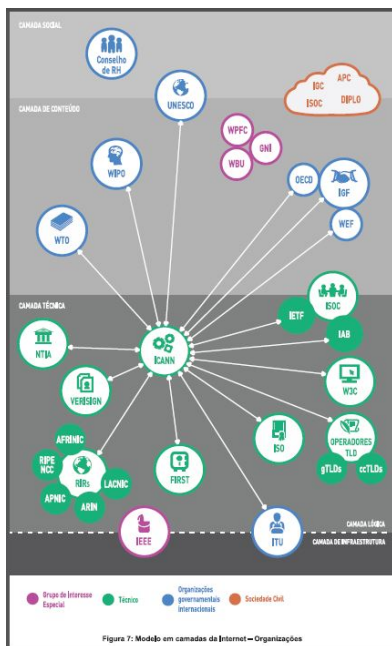 CAMADA SOCIAL
Conselho
de RH
UNESCO
IGC
APC
ISOC
DIPLO
CAMADA DE CONTEÚDO
WPFC
GNI
WBU
WIPO
OECD
IGF
WEF
WTO
CAMADA TÉCNICA
ISOC
IETF
IAB
NTIA
ICANN
W3C
VERISIGN
AFRINIC
RIPE
NCC
RIRs
LACNIC
APNIC
ARIN
FIRST
ISO
OPERADORES
TLD
gTLDs
ccTLDs
CAMADA LÓGICA
IEEE
ITU
CAMADA DE INFRAESTRUTURA
Grupo de Interesse
Especial
Técnico
Organizações
governamentais
internacionais
Sociedade Civil
Figura 7: Modelo em camadas da Internet – Organizações